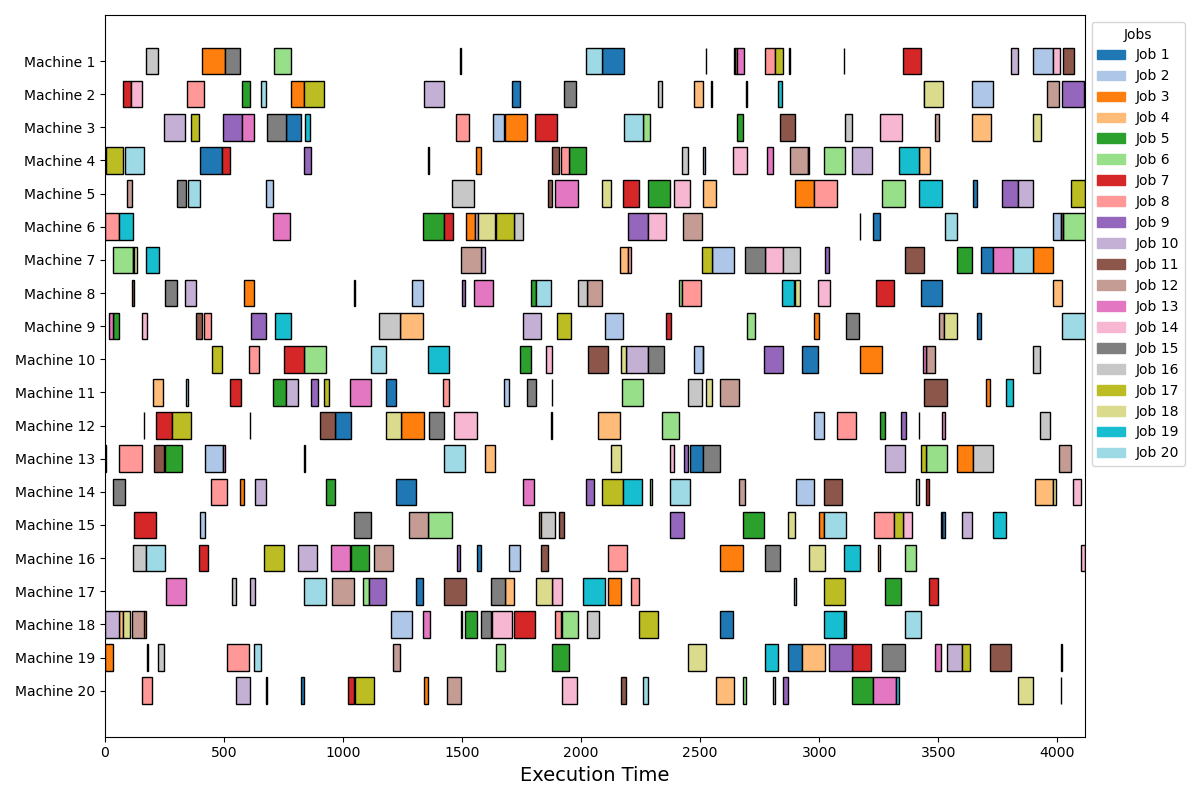 Machine 1
Machine 2
Machine 3
Machine 4
Machine 5
Machine 6
Machine 7
Machine 8
Machine 9
Machine 10
Machine 11
Machine 12
Machine 13
Machine 14
Machine 15
Machine 16
Machine 17
Machine 18
Machine 19
Machine 20
0 500 1000 1500 2000 2500 3000 3500 4000
Execution Time
Jobs
Job 1
Job 2
Job 3
Job 4
Job 5
Job 6
Job 7
Job 8
Job 9
Job 10
Job 11
Job 12
Job 13
Job 14
Job 15
Job 16
Job 17
Job 18
Job 19
Job 20